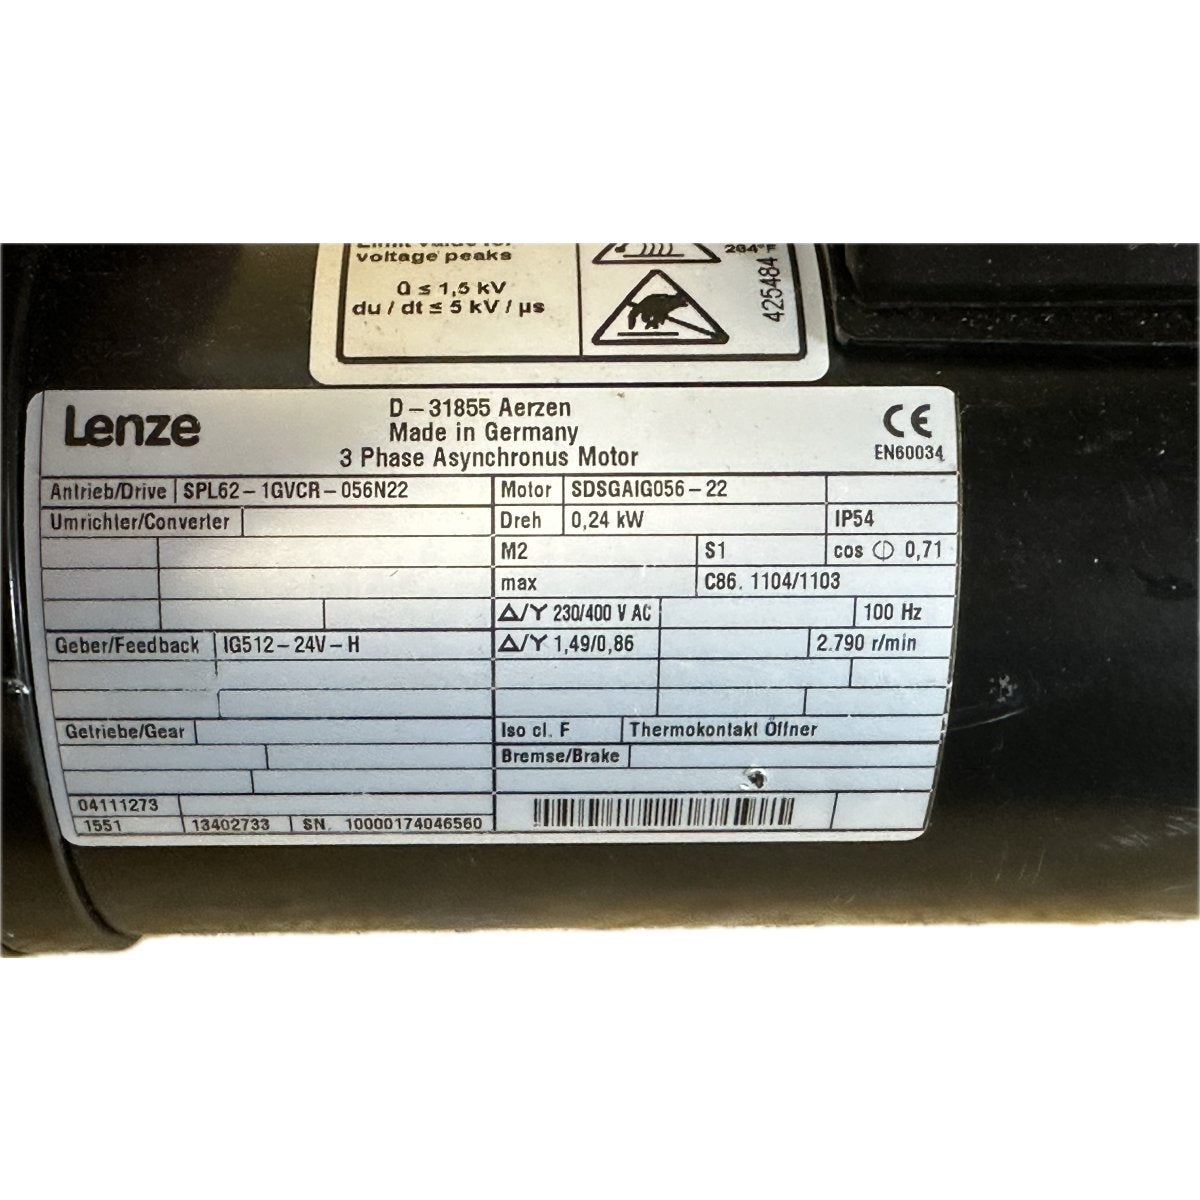 voltage peaks
Û ≤ 1,5 kV
du / dt ≤ 5 kV / µs
204°F
425484
Lenze
D – 31855 Aerzen
Made in Germany
3 Phase Asynchronus Motor
CE
EN60034
Antrieb/Drive SPL62 – 1GVCR – 056N22 Motor SDSGAIG056 – 22
Umrichter/Converter Dreh 0,24 kW IP54
M2 S1 cos Φ 0,71
max C86. 1104/1103
Δ/Y 230/400 V AC 100 Hz
Geber/Feedback IG512 – 24V – H Δ/Y 1,49/0,86 2.790 r/min
Getriebe/Gear Iso cl. F Thermokontakt Öffner
Bremse/Brake
04111273
1551 13402733 SN. 10000174046560